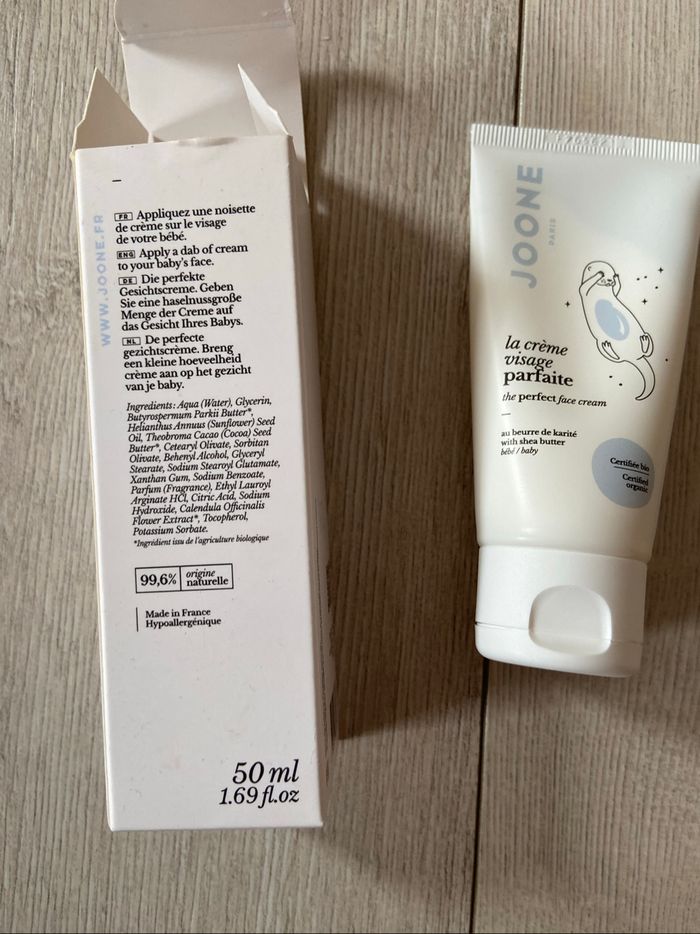 WWW.JOONE.FR
FR Appliquez une noisette
de crème sur le visage
de votre bébé.
ENG Apply a dab of cream
to your baby's face.
DE Die perfekte
Gesichtscreme. Geben
Sie eine haselnussgroße
Menge der Creme auf
das Gesicht Ihres Babys.
NL De perfecte
gezichtscrème. Breng
een kleine hoeveelheid
crème aan op het gezicht
van je baby.
Ingredients: Aqua (Water), Glycerin,
Butyrospermum Parkii Butter*,
Helianthus Annuus (Sunflower) Seed
Oil, Theobroma Cacao (Cocoa) Seed
Butter*, Cetearyl Olivate, Sorbitan
Olivate, Behenyl Alcohol, Glyceryl
Stearate, Sodium Stearoyl Glutamate,
Xanthan Gum, Sodium Benzoate,
Parfum (Fragrance), Ethyl Lauroyl
Arginate HCl, Citric Acid, Sodium
Hydroxide, Calendula Officinalis
Flower Extract*, Tocopherol,
Potassium Sorbate.
*Ingrédient issu de l'agriculture biologique
99,6% origine
naturelle
Made in France
Hypoallergénique
50 ml
1.69 fl.oz
JOONE
PARIS
la crème
visage
parfaite
the perfect face cream
au beurre de karité
with shea butter
bébé / baby
Certifiée bio
Certified
organic